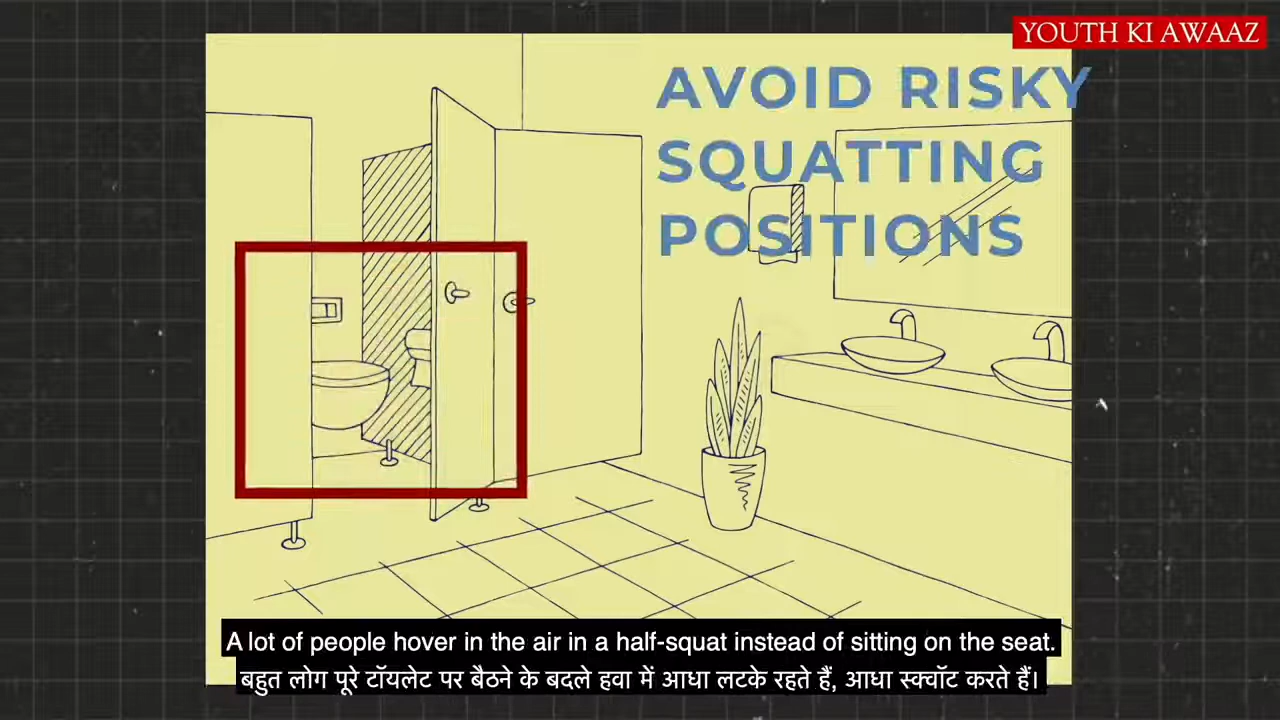 YOUTH KI AWAAZ
AVOID RISKY
SQUATTING
POSITIONS
A lot of people hover in the air in a half-squat instead of sitting on the seat.
बहुत लोग पूरे टॉयलेट पर बैठने के बदले हवा में आधा लटके रहते हैं, आधा स्क्वॉट करते हैं।